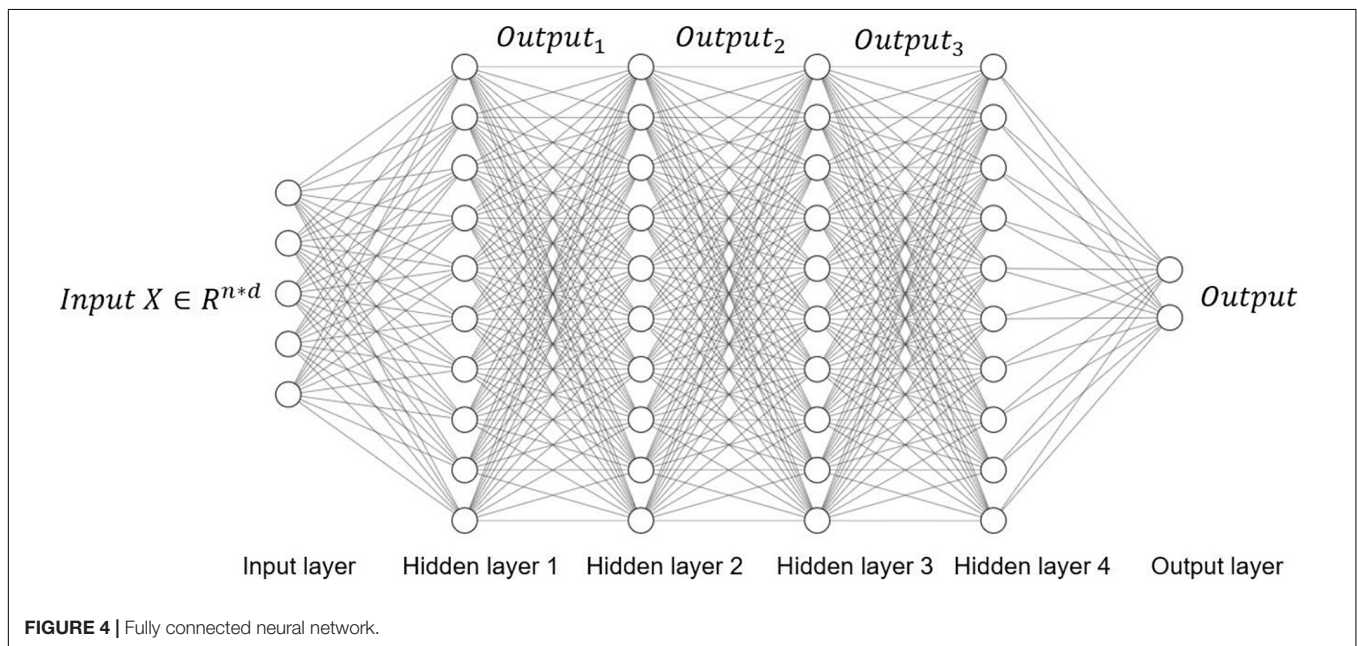 Output₁ Output₂ Output₃
Input X ∈ Rⁿ*ᵈ
Output
Input layer Hidden layer 1 Hidden layer 2 Hidden layer 3 Hidden layer 4 Output layer
FIGURE 4 | Fully connected neural network.